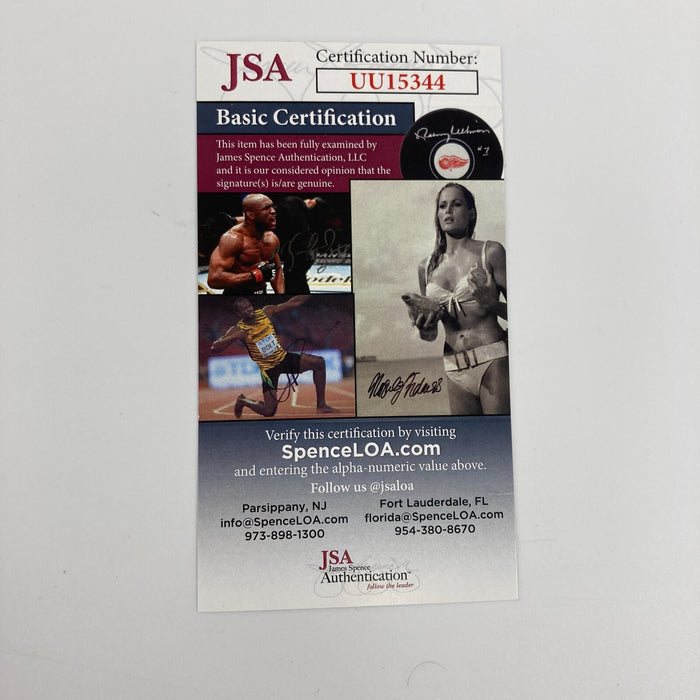 JSA
Certification Number:
UU15344
Basic Certification
This item has been fully examined by
James Spence Authentication, LLC
and it is our considered opinion that the
signature(s) is/are genuine.
#7
BOLT
Verify this certification by visiting
SpenceLOA.com
and entering the alpha-numeric value above.
Follow us @jsaloa
Parsippany, NJ
info@SpenceLOA.com
973-898-1300
Fort Lauderdale, FL
florida@SpenceLOA.com
954-380-8670
JSA
James Spence
Authentication™
follow the leader